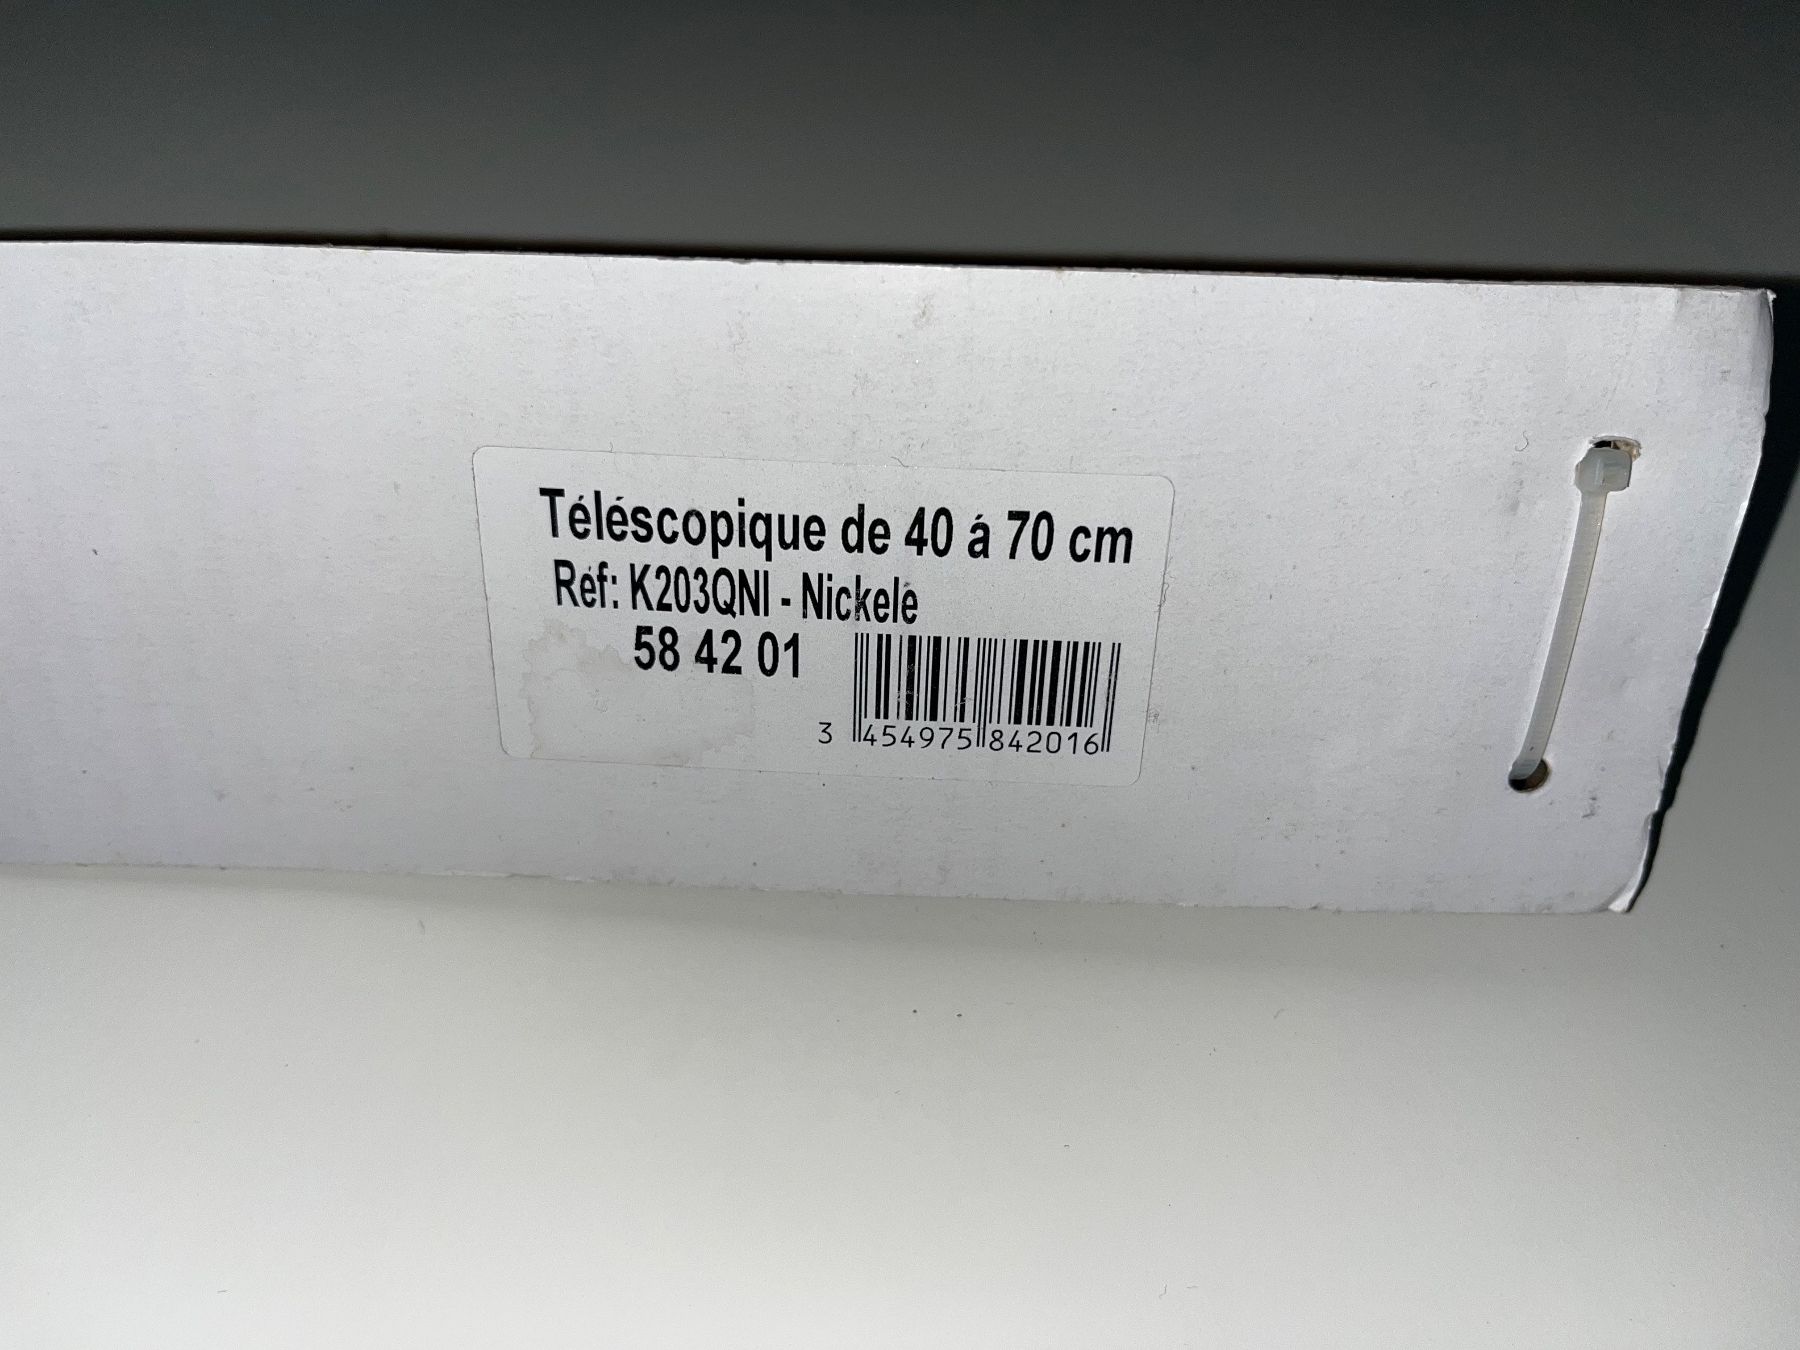 Téléscopique de 40 á 70 cm
Réf: K203QNI - Nickelé
58 42 01
3 454975 842016